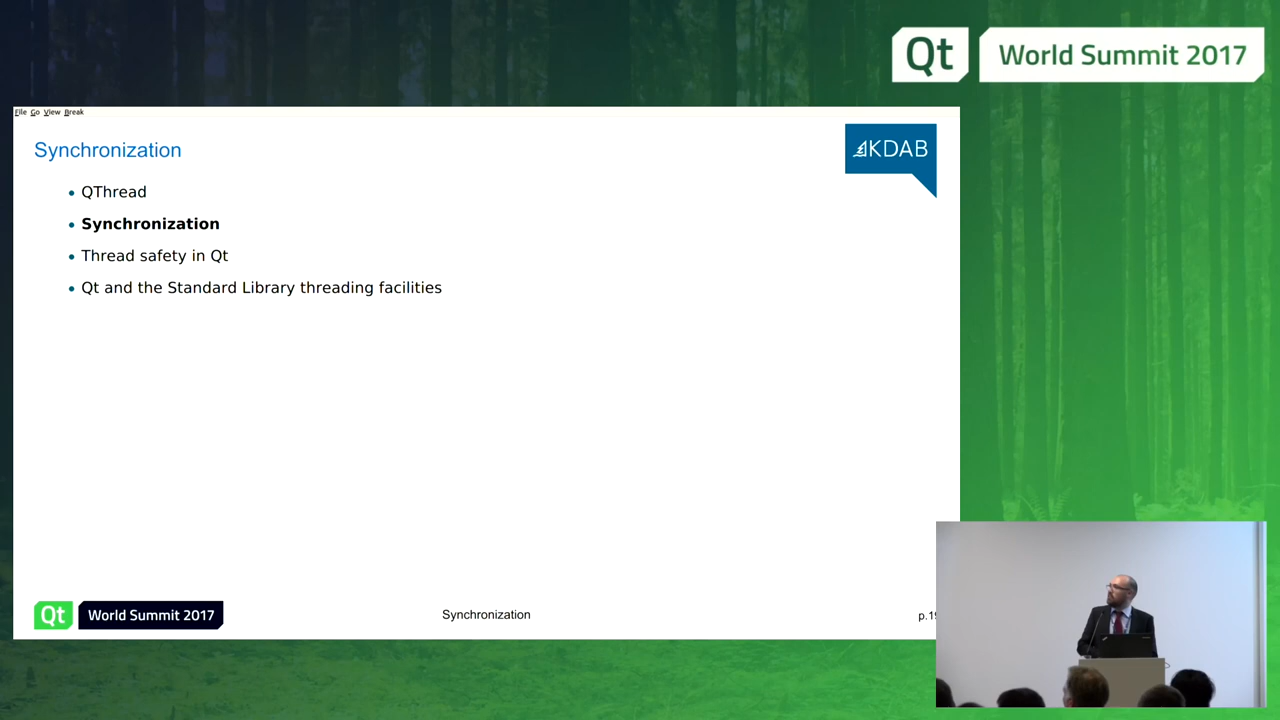 Qt World Summit 2017
File Go View Break
Synchronization
KDAB
• QThread
• Synchronization
• Thread safety in Qt
• Qt and the Standard Library threading facilities
Qt World Summit 2017
Synchronization
p.19